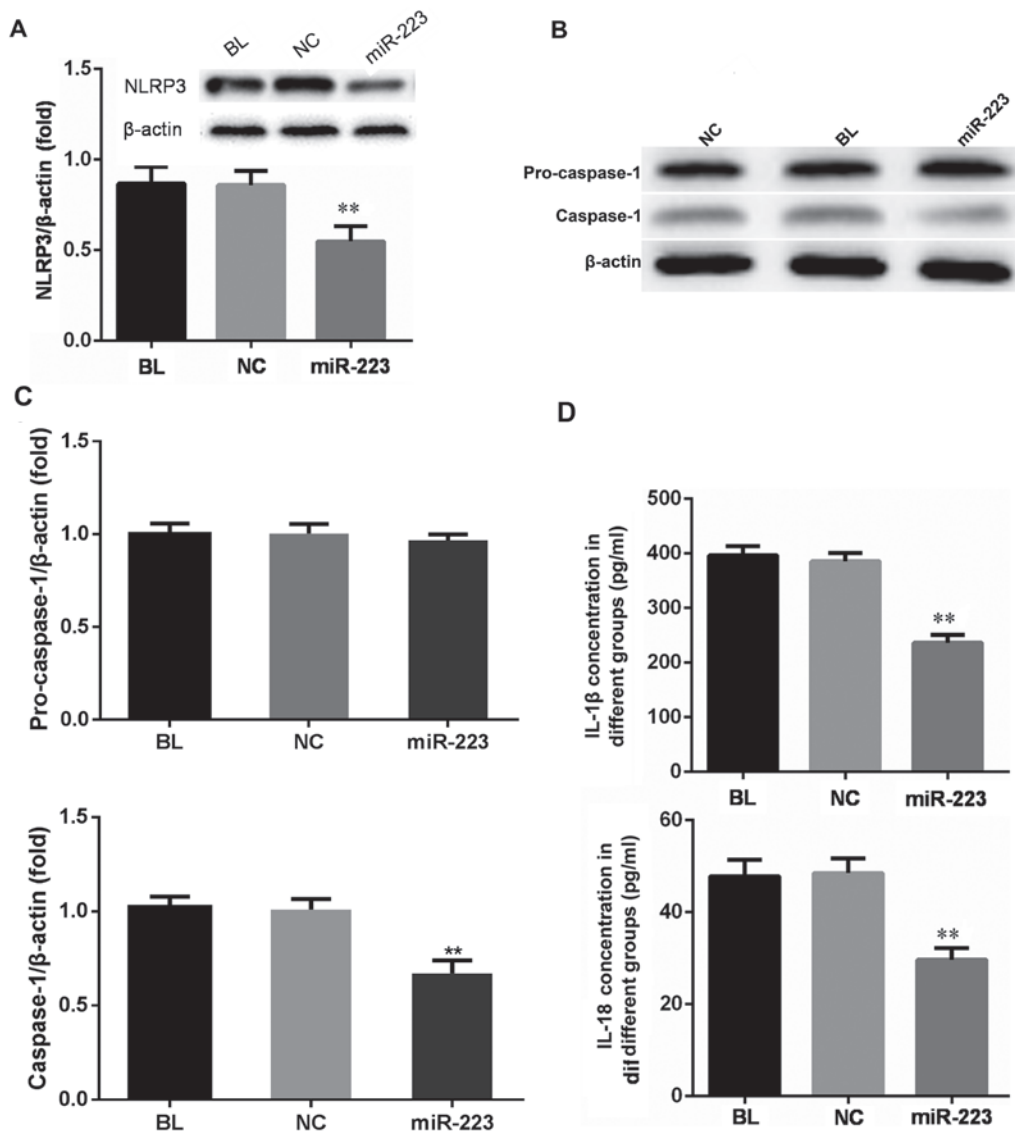 A
BL NC miR-223
NLRP3
β-actin
NLRP3/β-actin (fold)
1.5
1.0
0.5
0.0
**
BL NC miR-223
B
NC BL miR-223
Pro-caspase-1
Caspase-1
β-actin
C
Pro-caspase-1/β-actin (fold)
1.5
1.0
0.5
0.0
BL NC miR-223
Caspase-1/β-actin (fold)
1.5
1.0
0.5
0.0
**
BL NC miR-223
D
IL-1β concentration in
different groups (pg/ml)
500
400
300
200
100
0
**
BL NC miR-223
IL-18 concentration in
dif different groups (pg/ml)
60
40
20
0
**
BL NC miR-223